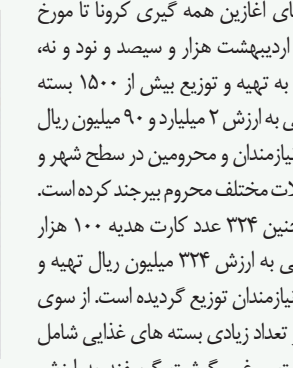 ای آغازین همه گیری کرونا تا مورخ
اردیبهشت هزار و سیصد و نود و نه،
به تهیه و توزیع بیش از ۱۵۰۰ بسته
ی به ارزش ۲ میلیارد و ۹۰ میلیون ریال
نیازمندان و محرومین در سطح شهر و
لات مختلف محروم بیرجند کرده است.
نین ۳۲۴ عدد کارت هدیه ۱۰۰ هزار
ی به ارزش ۳۲۴ میلیون ریال تهیه و
نیازمندان توزیع گردیده است. از سوی
تعداد زیادی بسته های غذایی شامل